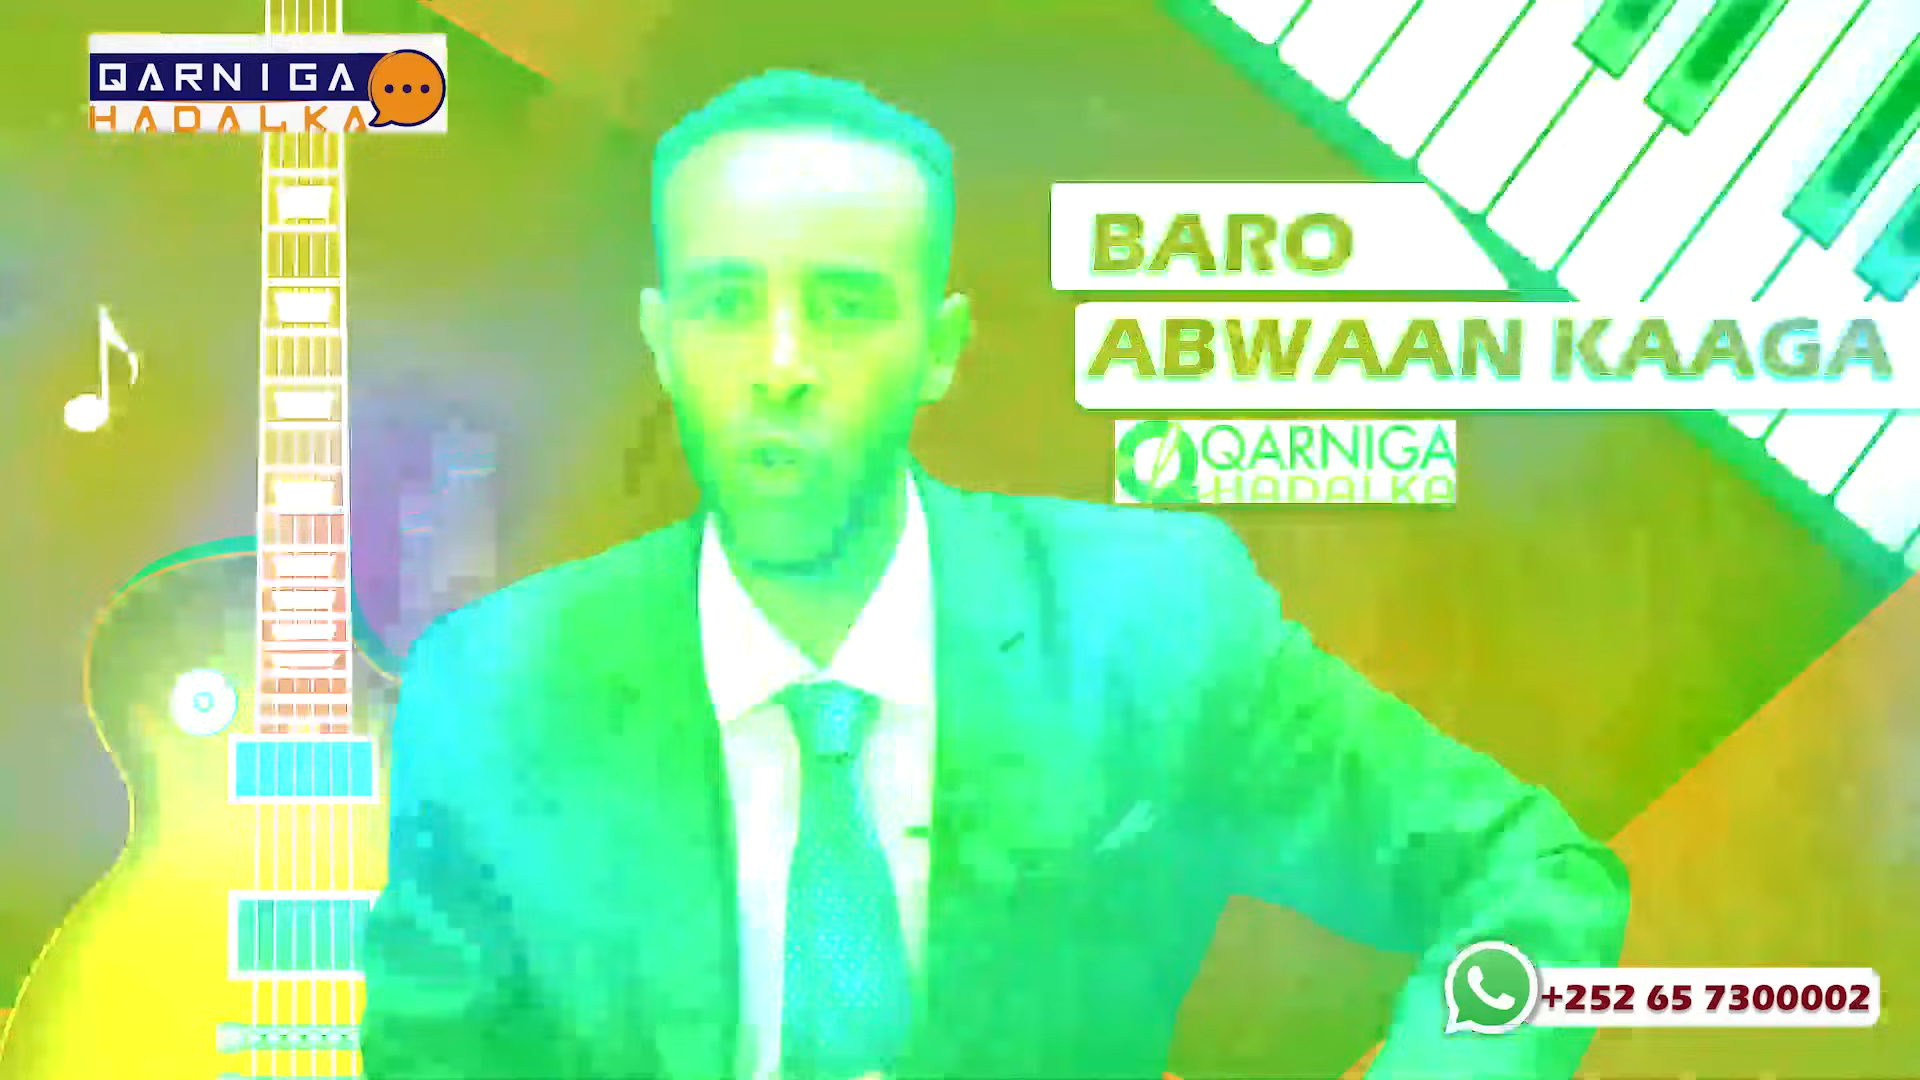 QARNIGA
HADALKA
BARO
ABWAAN KAAGA
QARNIGA
HADALKA
+252 65 7300002